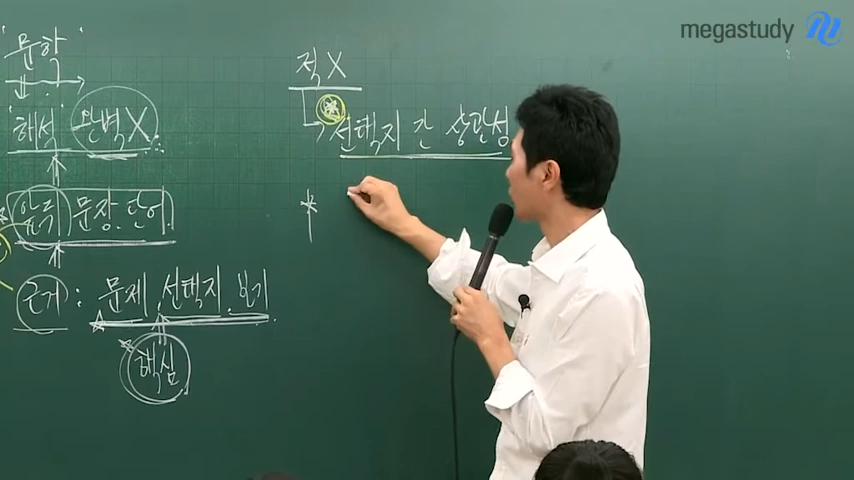 megastudy
'문학'
해석 완벽X
읽기 문장.단어
근거: 문제, 선택지, 보기
핵심
적X
선택지 간 상관성